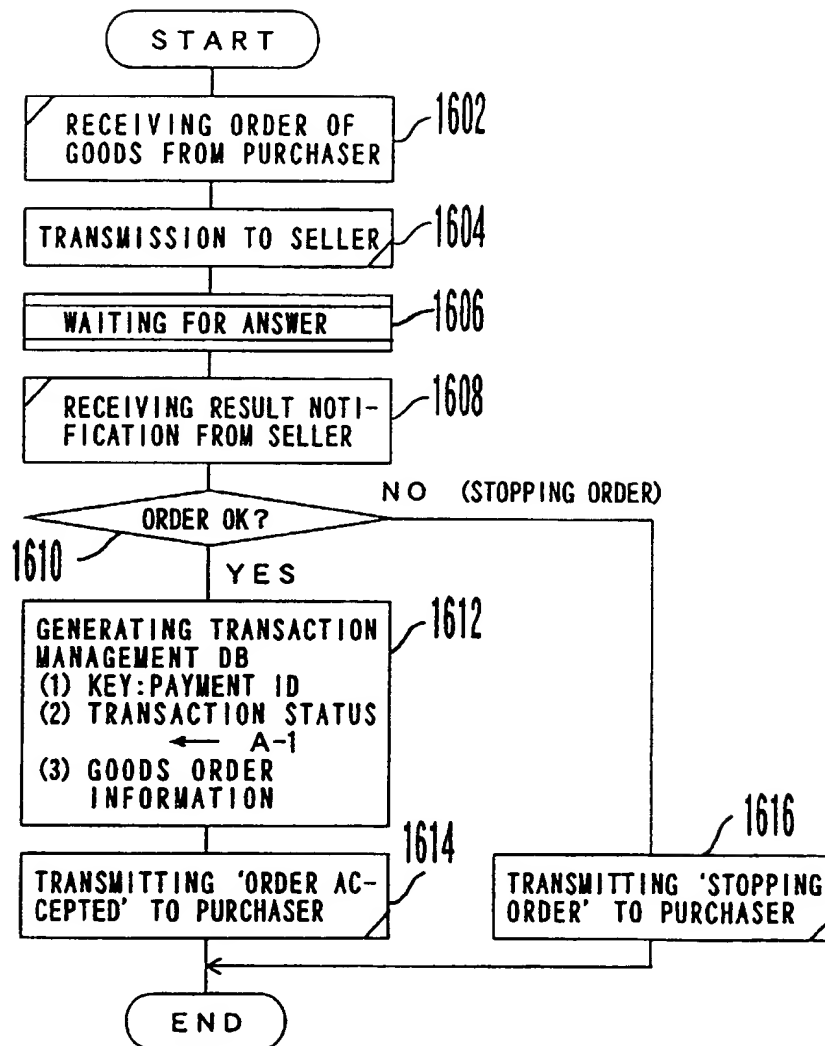 START
RECEIVING ORDER OF
GOODS FROM PURCHASER
1602
TRANSMISSION TO SELLER
1604
WAITING FOR ANSWER
1606
RECEIVING RESULT NOTI-
FICATION FROM SELLER
1608
NO (STOPPING ORDER)
ORDER OK?
1610
YES
GENERATING TRANSACTION
MANAGEMENT DB
(1) KEY:PAYMENT ID
(2) TRANSACTION STATUS
← A-1
(3) GOODS ORDER
INFORMATION
1612
TRANSMITTING 'ORDER AC-
CEPTED' TO PURCHASER
1614
TRANSMITTING 'STOPPING
ORDER' TO PURCHASER
1616
END